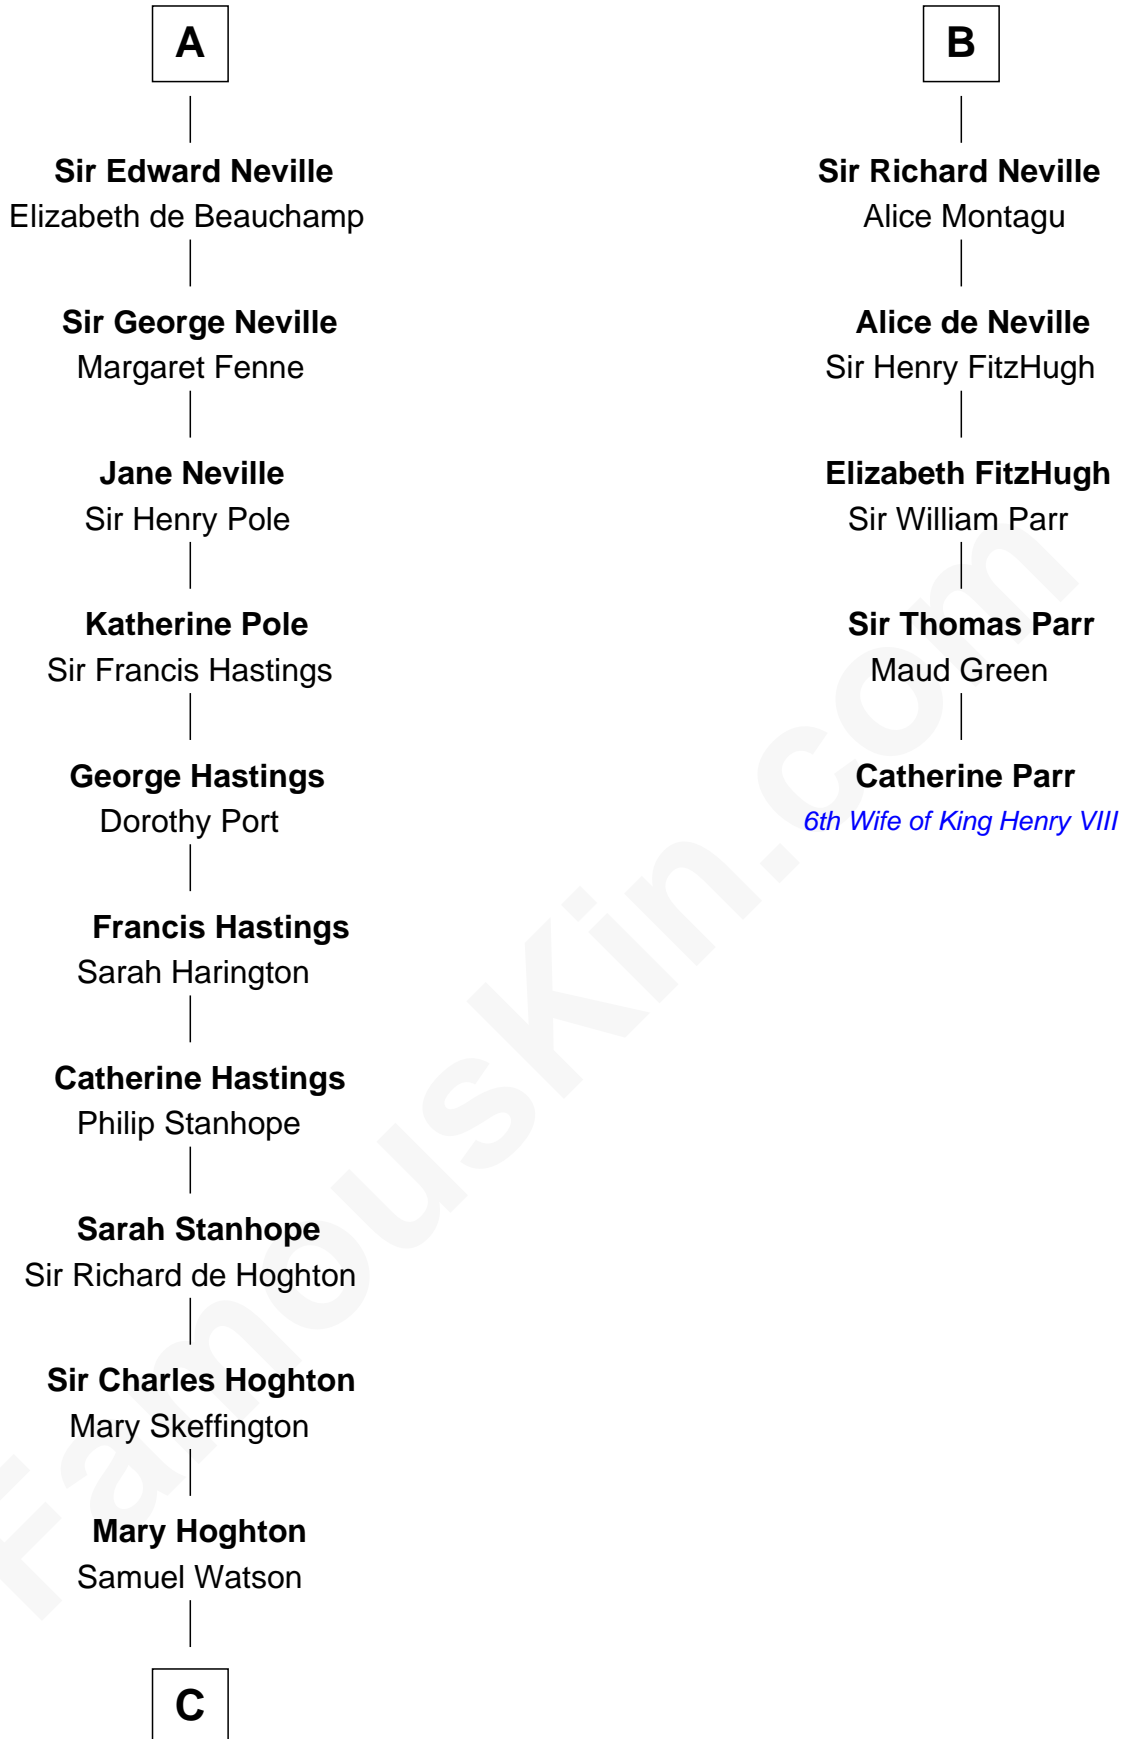 A
Sir Edward Neville
Elizabeth de Beauchamp
Sir George Neville
Margaret Fenne
Jane Neville
Sir Henry Pole
Katherine Pole
Sir Francis Hastings
George Hastings
Dorothy Port
Francis Hastings
Sarah Harington
Catherine Hastings
Philip Stanhope
Sarah Stanhope
Sir Richard de Hoghton
Sir Charles Hoghton
Mary Skeffington
Mary Hoghton
Samuel Watson
C
B
Sir Richard Neville
Alice Montagu
Alice de Neville
Sir Henry FitzHugh
Elizabeth FitzHugh
Sir William Parr
Sir Thomas Parr
Maud Green
Catherine Parr
6th Wife of King Henry VIII
FamousKin.com